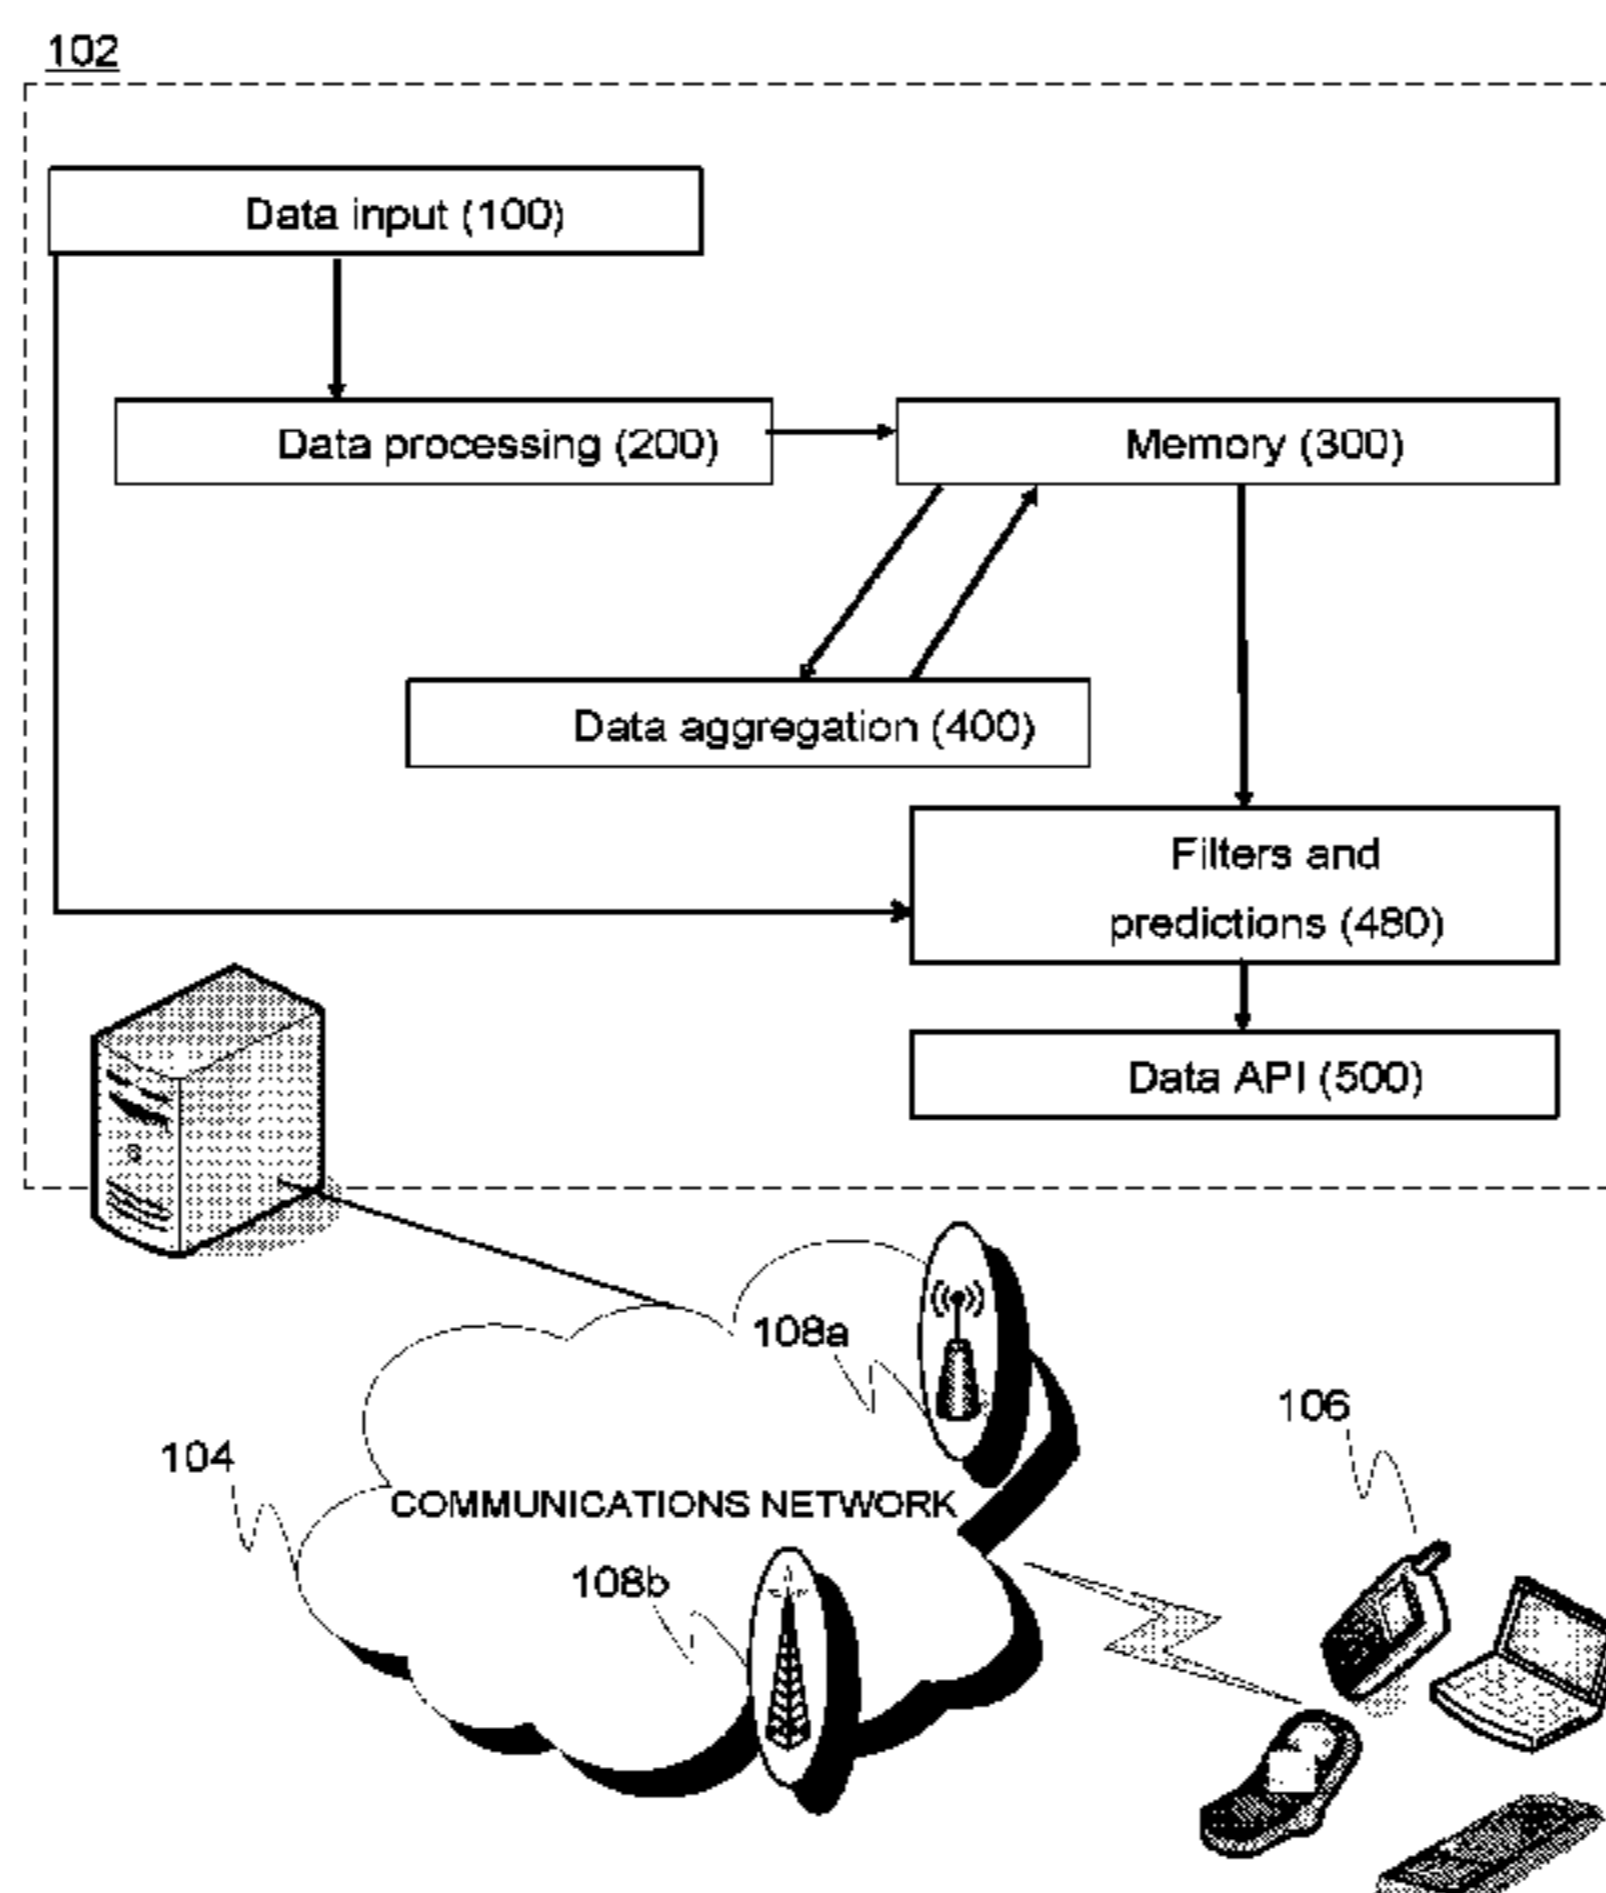 102
Data input (100)
Data processing (200)
Memory (300)
Data aggregation (400)
Filters and
predictions (480)
Data API (500)
108a
106
104
COMMUNICATIONS NETWORK
108b